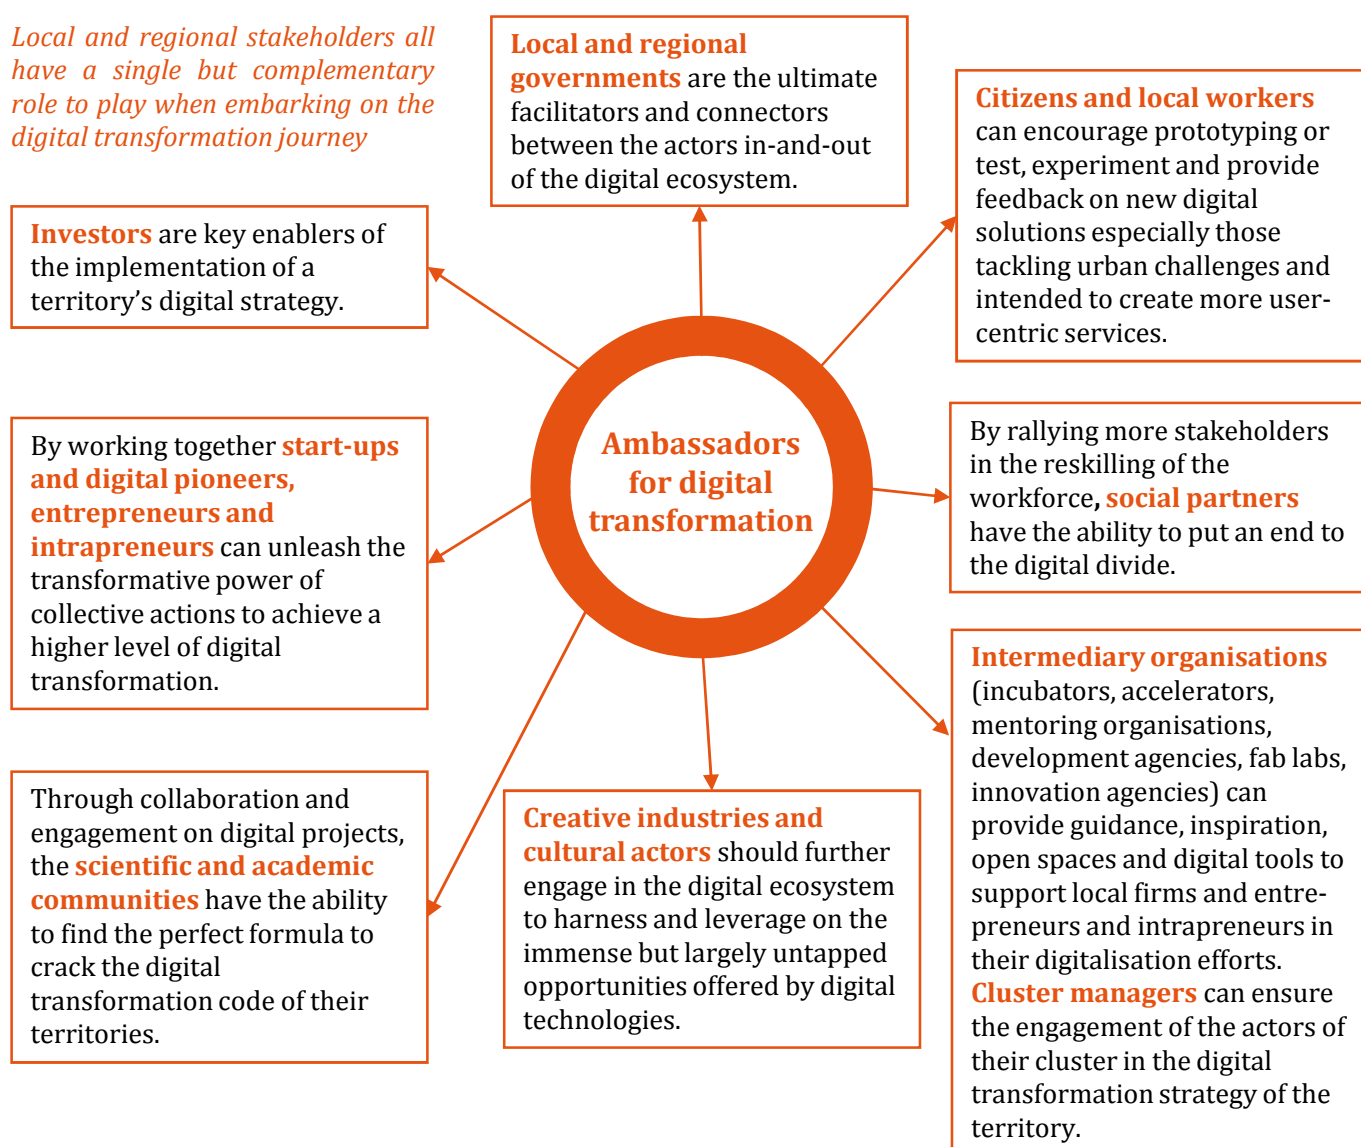 Local and regional stakeholders all
have a single but complementary
role to play when embarking on the
digital transformation journey
Local and regional
governments are the ultimate
facilitators and connectors
between the actors in-and-out
of the digital ecosystem.
Citizens and local workers
can encourage prototyping or
test, experiment and provide
feedback on new digital
solutions especially those
tackling urban challenges and
intended to create more user-
centric services.
Investors are key enablers of
the implementation of a
territory’s digital strategy.
Ambassadors
for digital
transformation
By working together start-ups
and digital pioneers,
entrepreneurs and
intrapreneurs can unleash the
transformative power of
collective actions to achieve a
higher level of digital
transformation.
By rallying more stakeholders
in the reskilling of the
workforce, social partners
have the ability to put an end to
the digital divide.
Through collaboration and
engagement on digital projects,
the scientific and academic
communities have the ability
to find the perfect formula to
crack the digital
transformation code of their
territories.
Creative industries and
cultural actors should further
engage in the digital ecosystem
to harness and leverage on the
immense but largely untapped
opportunities offered by digital
technologies.
Intermediary organisations
(incubators, accelerators,
mentoring organisations,
development agencies, fab labs,
innovation agencies) can
provide guidance, inspiration,
open spaces and digital tools to
support local firms and entre-
preneurs and intrapreneurs in
their digitalisation efforts.
Cluster managers can ensure
the engagement of the actors of
their cluster in the digital
transformation strategy of the
territory.